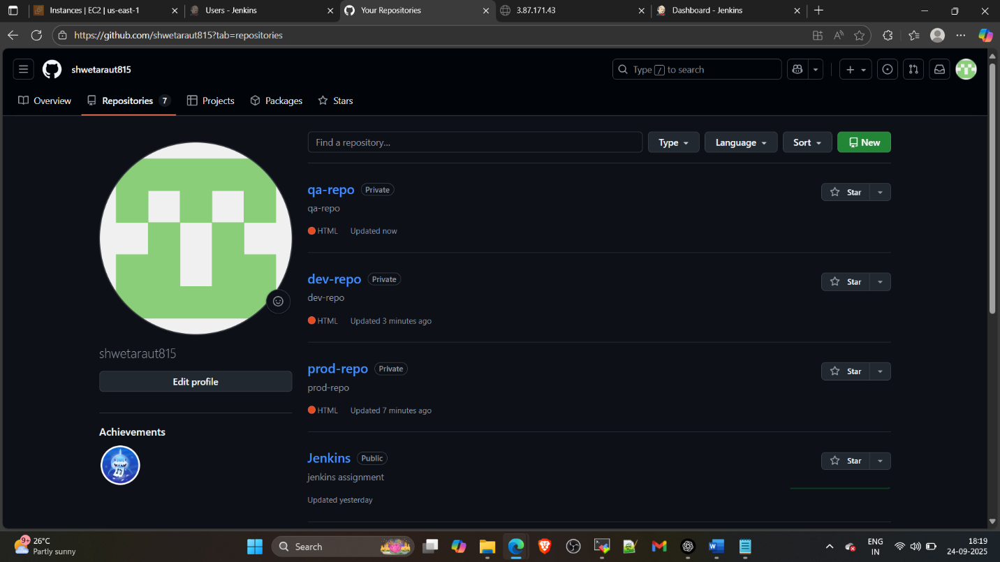 Instances | EC2 | us-east-1
Users - Jenkins
Your Repositories
3.87.171.43
Dashboard - Jenkins
https://github.com/shwetaraut815?tab=repositories
shwetaraut815
Type / to search
Overview
Repositories 7
Projects
Packages
Stars
Find a repository...
Type
Language
Sort
New
qa-repo Private
Star
qa-repo
HTML Updated now
dev-repo Private
Star
dev-repo
HTML Updated 3 minutes ago
shwetaraut815
Edit profile
prod-repo Private
Star
prod-repo
HTML Updated 7 minutes ago
Achievements
Jenkins Public
Star
jenkins assignment
Updated yesterday
9+
26°C
Partly sunny
Search
ENG
IN
18:19
24-09-2025